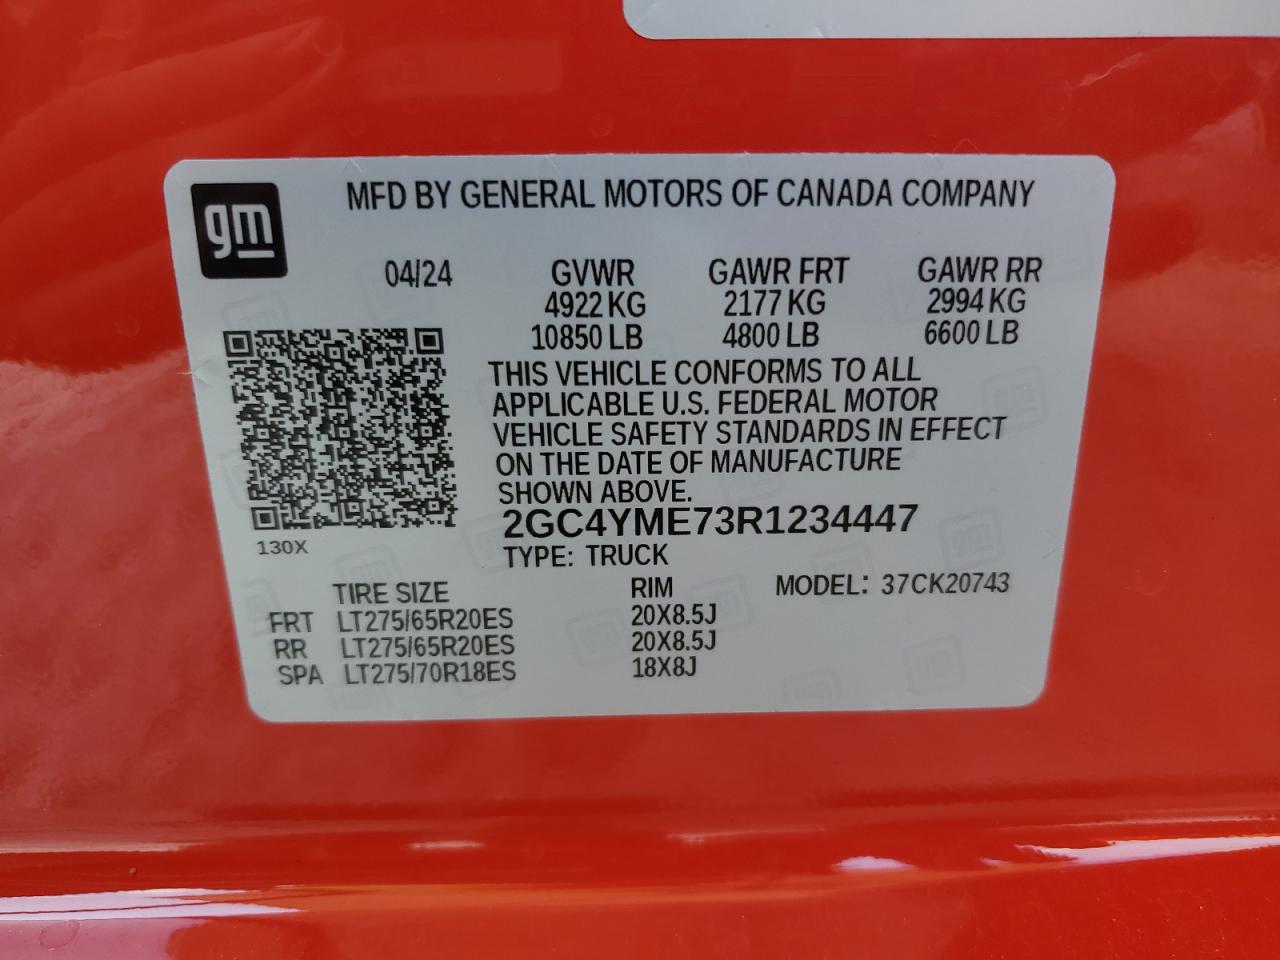 gm
MFD BY GENERAL MOTORS OF CANADA COMPANY
04/24 GVWR GAWR FRT GAWR RR
4922 KG 2177 KG 2994 KG
10850 LB 4800 LB 6600 LB
THIS VEHICLE CONFORMS TO ALL
APPLICABLE U.S. FEDERAL MOTOR
VEHICLE SAFETY STANDARDS IN EFFECT
ON THE DATE OF MANUFACTURE
SHOWN ABOVE.
2GC4YME73R1234447
130X
TYPE: TRUCK
TIRE SIZE RIM MODEL: 37CK20743
FRT LT275/65R20ES 20X8.5J
RR LT275/65R20ES 20X8.5J
SPA LT275/70R18ES 18X8J